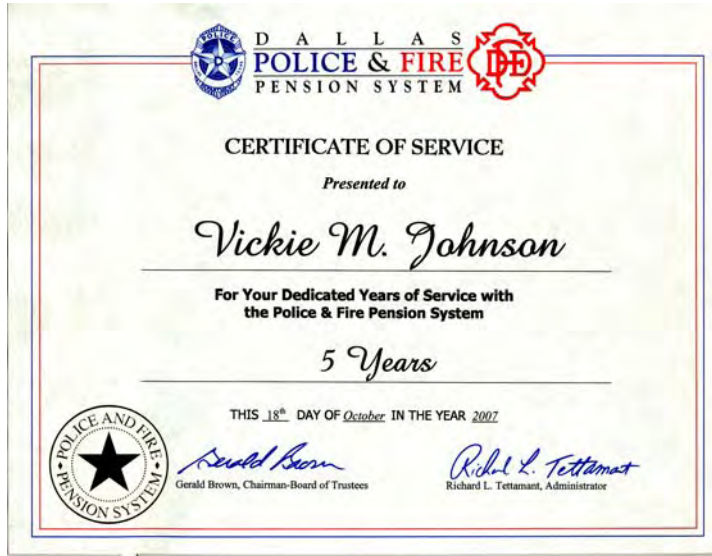 POLICE
DALLAS
POLICE & FIRE
PENSION SYSTEM
DFD
CERTIFICATE OF SERVICE
Presented to
Vickie M. Johnson
For Your Dedicated Years of Service with
the Police & Fire Pension System
5 Years
THIS 18th DAY OF October IN THE YEAR 2007
POLICE AND FIRE
PENSION SYSTEM
Gerald Brown
Richard L. Tettamant
Gerald Brown, Chairman-Board of Trustees
Richard L. Tettamant, Administrator